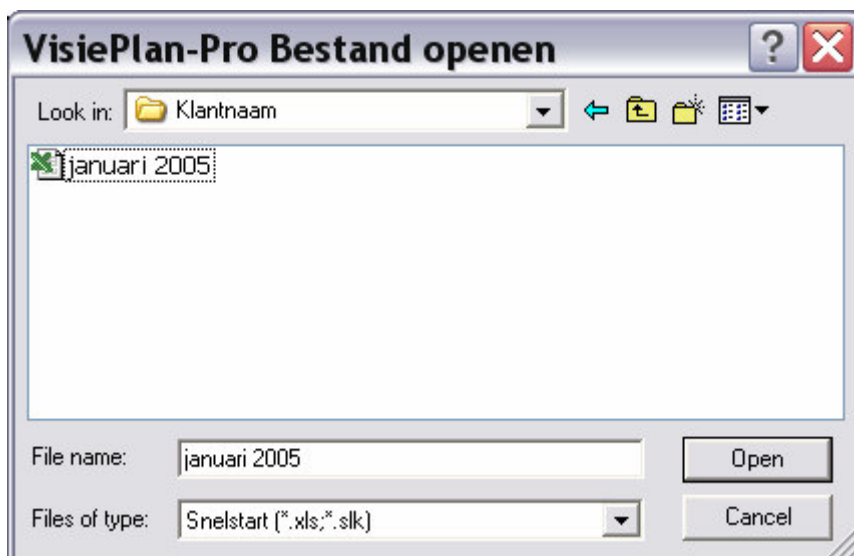 VisiePlan-Pro Bestand openen
Look in: Klantnaam
januari 2005
File name: januari 2005 Open
Files of type: Snelstart (*.xls;*.slk) Cancel